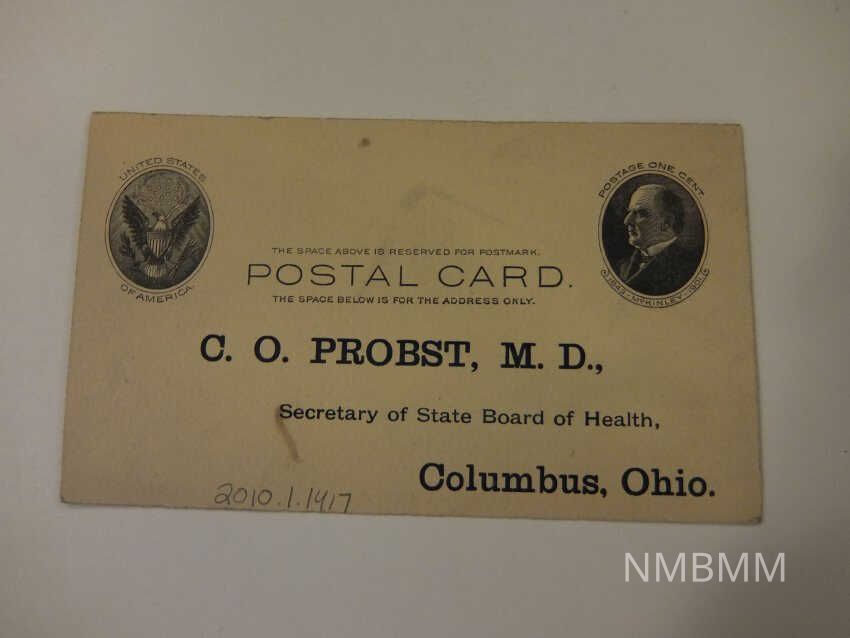 UNITED STATES
OF AMERICA.
POSTAGE ONE CENT.
1843 - McKINLEY - 1901
THE SPACE ABOVE IS RESERVED FOR POSTMARK.
POSTAL CARD.
THE SPACE BELOW IS FOR THE ADDRESS ONLY.
C. O. PROBST, M. D.,
Secretary of State Board of Health,
Columbus, Ohio.
2010.1.1417
NMBMM